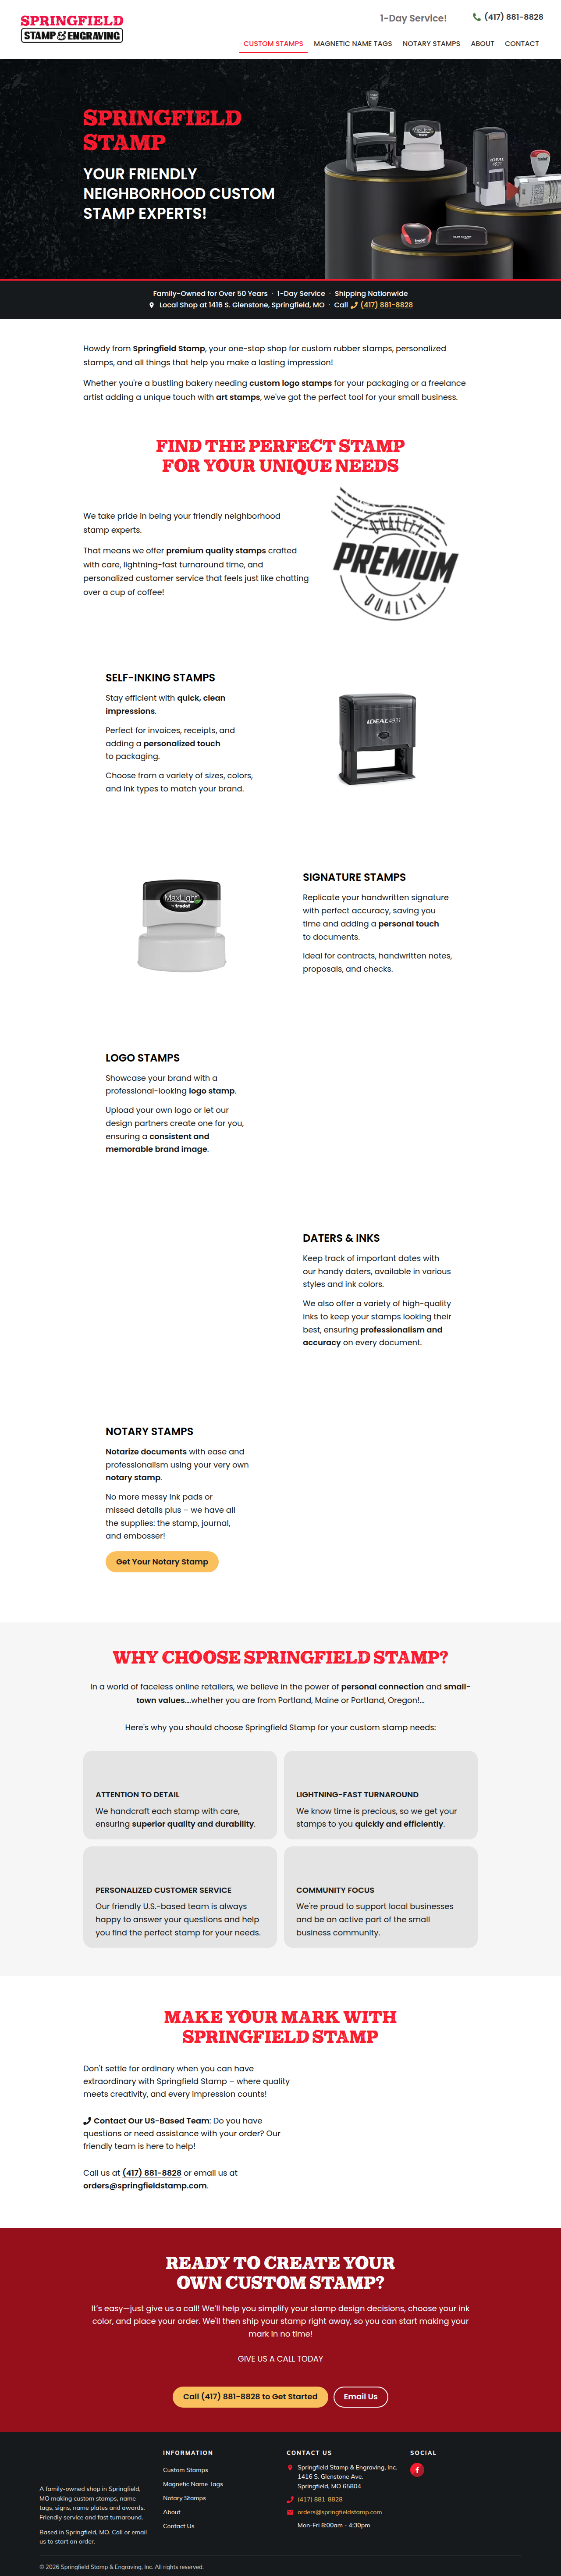 SPRINGFIELD
STAMP & ENGRAVING
1-Day Service!
(417) 881-8828
CUSTOM STAMPS
MAGNETIC NAME TAGS
NOTARY STAMPS
ABOUT
CONTACT
SPRINGFIELD
STAMP
YOUR FRIENDLY
NEIGHBORHOOD CUSTOM
STAMP EXPERTS!
Family-Owned for Over 50 Years · 1-Day Service · Shipping Nationwide
Local Shop at 1416 S. Glenstone, Springfield, MO · Call (417) 881-8828
Howdy from Springfield Stamp, your one-stop shop for custom rubber stamps, personalized
stamps, and all things that help you make a lasting impression!
Whether you're a bustling bakery needing custom logo stamps for your packaging or a freelance
artist adding a unique touch with art stamps, we've got the perfect tool for your small business.
FIND THE PERFECT STAMP
FOR YOUR UNIQUE NEEDS
We take pride in being your friendly neighborhood
stamp experts.
That means we offer premium quality stamps crafted
with care, lightning-fast turnaround time, and
personalized customer service that feels just like chatting
over a cup of coffee!
QUALITY
PREMIUM
QUALITY
SELF-INKING STAMPS
Stay efficient with quick, clean
impressions.
Perfect for invoices, receipts, and
adding a personalized touch
to packaging.
Choose from a variety of sizes, colors,
and ink types to match your brand.
IDEAL 4931
MaxLight
by trodat
SIGNATURE STAMPS
Replicate your handwritten signature
with perfect accuracy, saving you
time and adding a personal touch
to documents.
Ideal for contracts, handwritten notes,
proposals, and checks.
LOGO STAMPS
Showcase your brand with a
professional-looking logo stamp.
Upload your own logo or let our
design partners create one for you,
ensuring a consistent and
memorable brand image.
DATERS & INKS
Keep track of important dates with
our handy daters, available in various
styles and ink colors.
We also offer a variety of high-quality
inks to keep your stamps looking their
best, ensuring professionalism and
accuracy on every document.
NOTARY STAMPS
Notarize documents with ease and
professionalism using your very own
notary stamp.
No more messy ink pads or
missed details plus – we have all
the supplies: the stamp, journal,
and embosser!
Get Your Notary Stamp
WHY CHOOSE SPRINGFIELD STAMP?
In a world of faceless online retailers, we believe in the power of personal connection and small-
town values....whether you are from Portland, Maine or Portland, Oregon!...
Here's why you should choose Springfield Stamp for your custom stamp needs:
ATTENTION TO DETAIL
We handcraft each stamp with care,
ensuring superior quality and durability.
LIGHTNING-FAST TURNAROUND
We know time is precious, so we get your
stamps to you quickly and efficiently.
PERSONALIZED CUSTOMER SERVICE
Our friendly U.S.-based team is always
happy to answer your questions and help
you find the perfect stamp for your needs.
COMMUNITY FOCUS
We're proud to support local businesses
and be an active part of the small
business community.
MAKE YOUR MARK WITH
SPRINGFIELD STAMP
Don't settle for ordinary when you can have
extraordinary with Springfield Stamp – where quality
meets creativity, and every impression counts!
Contact Our US-Based Team: Do you have
questions or need assistance with your order? Our
friendly team is here to help!
Call us at (417) 881-8828 or email us at
orders@springfieldstamp.com.
READY TO CREATE YOUR
OWN CUSTOM STAMP?
It's easy—just give us a call! We'll help you simplify your stamp design decisions, choose your ink
color, and place your order. We'll then ship your stamp right away, so you can start making your
mark in no time!
GIVE US A CALL TODAY
Call (417) 881-8828 to Get Started
Email Us
A family-owned shop in Springfield,
MO making custom stamps, name
tags, signs, name plates and awards.
Friendly service and fast turnaround.
Based in Springfield, MO. Call or email
us to start an order.
INFORMATION
Custom Stamps
Magnetic Name Tags
Notary Stamps
About
Contact Us
CONTACT US
Springfield Stamp & Engraving, Inc.
1416 S. Glenstone Ave.
Springfield, MO 65804
(417) 881-8828
orders@springfieldstamp.com
Mon-Fri 8:00am - 4:30pm
SOCIAL
© 2026 Springfield Stamp & Engraving, Inc. All rights reserved.